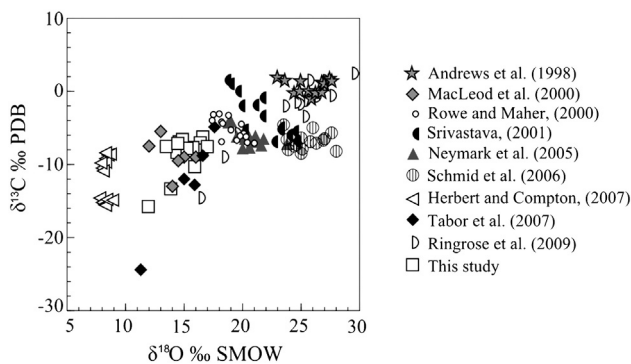 10
0
-10
-20
-30
5 10 15 20 25 30
δ13C ‰ PDB
δ18O ‰ SMOW
Andrews et al. (1998)
MacLeod et al. (2000)
Rowe and Maher, (2000)
Srivastava, (2001)
Neymark et al. (2005)
Schmid et al. (2006)
Herbert and Compton, (2007)
Tabor et al. (2007)
Ringrose et al. (2009)
This study